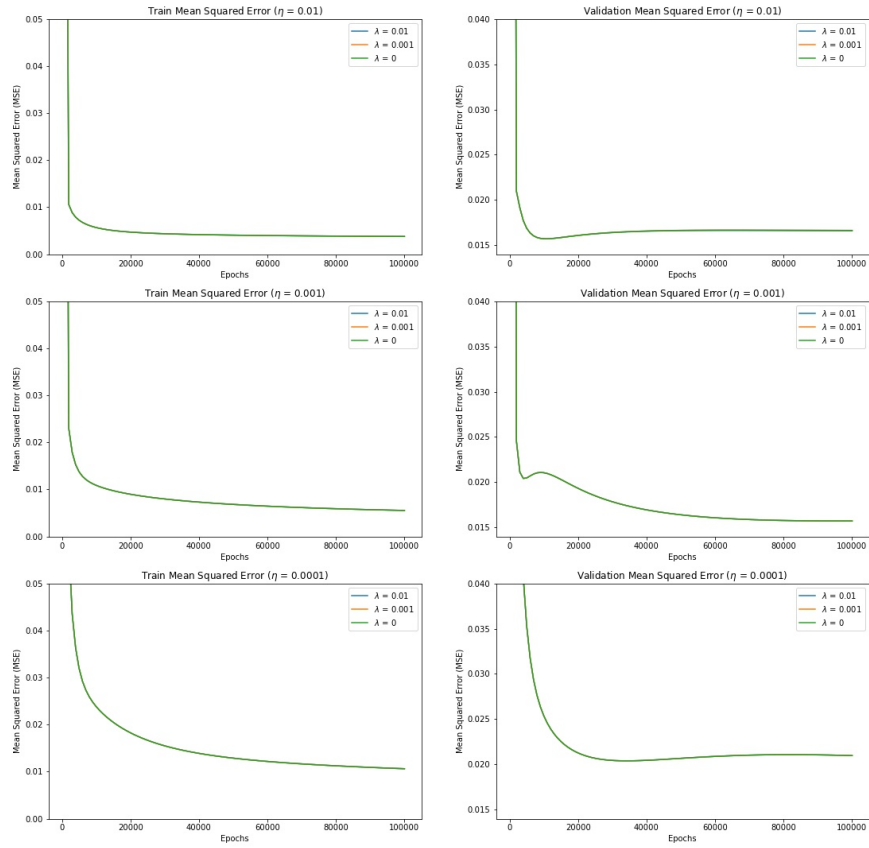 Train Mean Squared Error (η = 0.01)
Mean Squared Error (MSE)
0.05
0.04
0.03
0.02
0.01
0.00
λ = 0.01
λ = 0.001
λ = 0
0 20000 40000 60000 80000 100000
Epochs
Validation Mean Squared Error (η = 0.01)
Mean Squared Error (MSE)
0.040
0.035
0.030
0.025
0.020
0.015
λ = 0.01
λ = 0.001
λ = 0
0 20000 40000 60000 80000 100000
Epochs
Train Mean Squared Error (η = 0.001)
Mean Squared Error (MSE)
0.05
0.04
0.03
0.02
0.01
0.00
λ = 0.01
λ = 0.001
λ = 0
0 20000 40000 60000 80000 100000
Epochs
Validation Mean Squared Error (η = 0.001)
Mean Squared Error (MSE)
0.040
0.035
0.030
0.025
0.020
0.015
λ = 0.01
λ = 0.001
λ = 0
0 20000 40000 60000 80000 100000
Epochs
Train Mean Squared Error (η = 0.0001)
Mean Squared Error (MSE)
0.05
0.04
0.03
0.02
0.01
0.00
λ = 0.01
λ = 0.001
λ = 0
0 20000 40000 60000 80000 100000
Epochs
Validation Mean Squared Error (η = 0.0001)
Mean Squared Error (MSE)
0.040
0.035
0.030
0.025
0.020
0.015
λ = 0.01
λ = 0.001
λ = 0
0 20000 40000 60000 80000 100000
Epochs